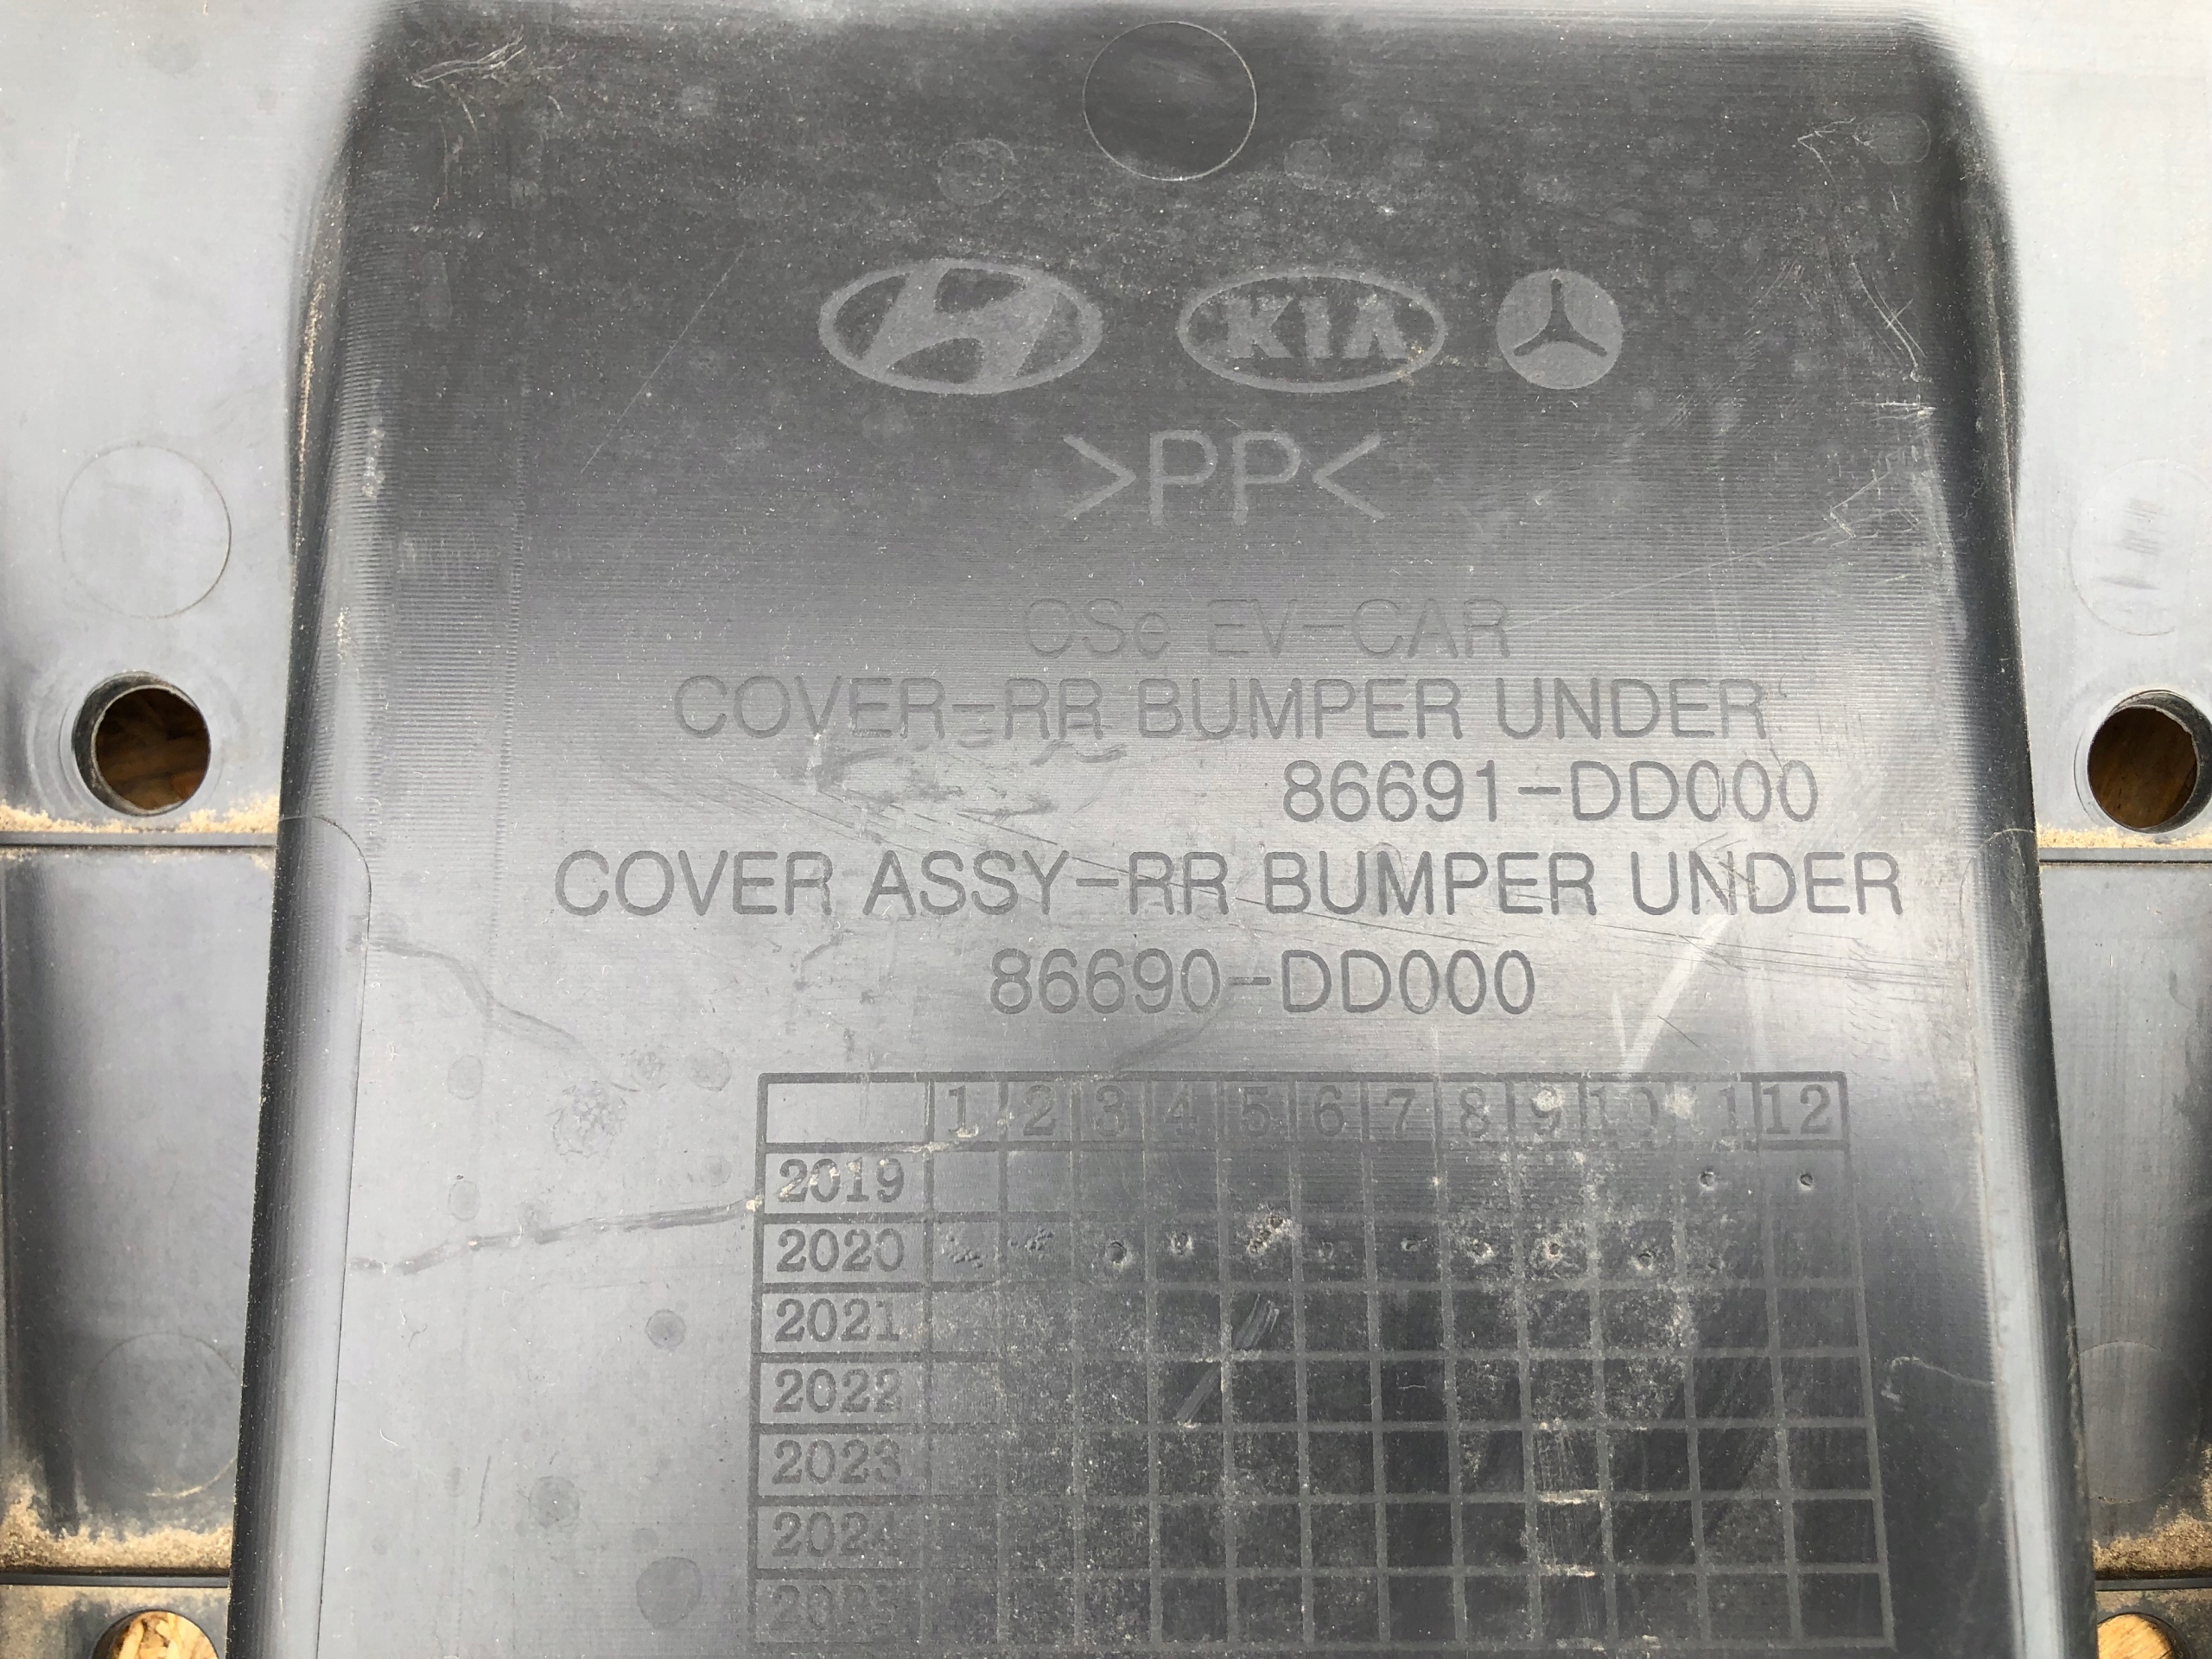 KIA
>PP<
OSe EV-CAR
COVER-RR BUMPER UNDER
86691-DD000
COVER ASSY-RR BUMPER UNDER
86690-DD000
1 2 3 4 5 6 7 8 9 10 11 12
2019
2020
2021
2022
2023
2024
2025